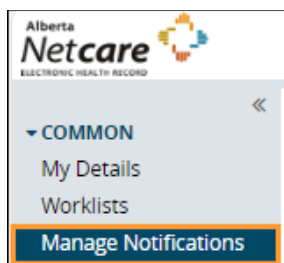 Alberta
Netcare
ELECTRONIC HEALTH RECORD
«
COMMON
My Details
Worklists
Manage Notifications